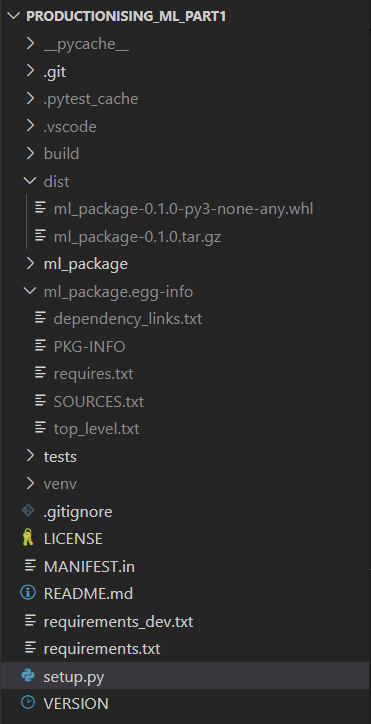 PRODUCTIONISING_ML_PART1
__pycache__
.git
.pytest_cache
.vscode
build
dist
ml_package-0.1.0-py3-none-any.whl
ml_package-0.1.0.tar.gz
ml_package
ml_package.egg-info
dependency_links.txt
PKG-INFO
requires.txt
SOURCES.txt
top_level.txt
tests
venv
.gitignore
LICENSE
MANIFEST.in
README.md
requirements_dev.txt
requirements.txt
setup.py
VERSION